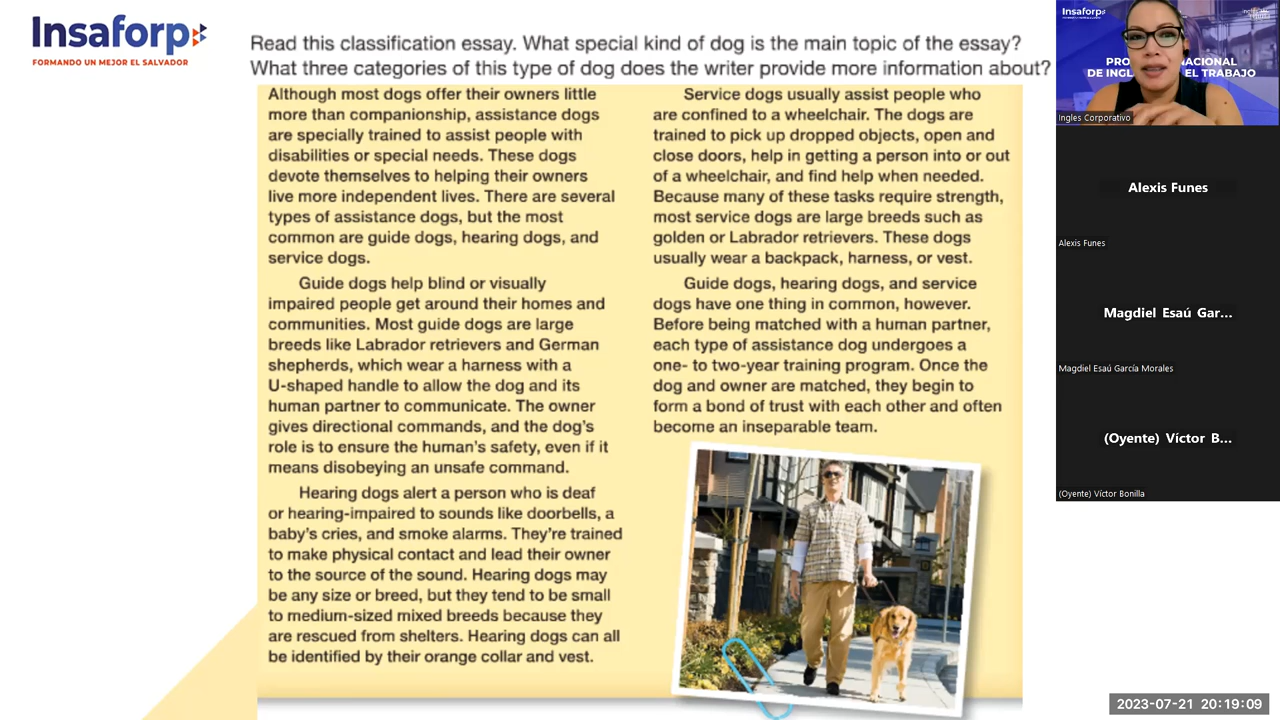 Insaforp
FORMANDO UN MEJOR EL SALVADOR
Read this classification essay. What special kind of dog is the main topic of the essay?
What three categories of this type of dog does the writer provide more information about?
Although most dogs offer their owners little
more than companionship, assistance dogs
are specially trained to assist people with
disabilities or special needs. These dogs
devote themselves to helping their owners
live more independent lives. There are several
types of assistance dogs, but the most
common are guide dogs, hearing dogs, and
service dogs.
Guide dogs help blind or visually
impaired people get around their homes and
communities. Most guide dogs are large
breeds like Labrador retrievers and German
shepherds, which wear a harness with a
U-shaped handle to allow the dog and its
human partner to communicate. The owner
gives directional commands, and the dog's
role is to ensure the human's safety, even if it
means disobeying an unsafe command.
Hearing dogs alert a person who is deaf
or hearing-impaired to sounds like doorbells, a
baby's cries, and smoke alarms. They're trained
to make physical contact and lead their owner
to the source of the sound. Hearing dogs may
be any size or breed, but they tend to be small
to medium-sized mixed breeds because they
are rescued from shelters. Hearing dogs can all
be identified by their orange collar and vest.
Service dogs usually assist people who
are confined to a wheelchair. The dogs are
trained to pick up dropped objects, open and
close doors, help in getting a person into or out
of a wheelchair, and find help when needed.
Because many of these tasks require strength,
most service dogs are large breeds such as
golden or Labrador retrievers. These dogs
usually wear a backpack, harness, or vest.
Guide dogs, hearing dogs, and service
dogs have one thing in common, however.
Before being matched with a human partner,
each type of assistance dog undergoes a
one- to two-year training program. Once the
dog and owner are matched, they begin to
form a bond of trust with each other and often
become an inseparable team.
Insaforp
PRO NACIONAL
DE INGL EL TRABAJO
Ingles Corporativo
Alexis Funes
Alexis Funes
Magdiel Esaú Gar...
Magdiel Esaú García Morales
(Oyente) Víctor B...
(Oyente) Víctor Bonilla
2023-07-21 20:19:09